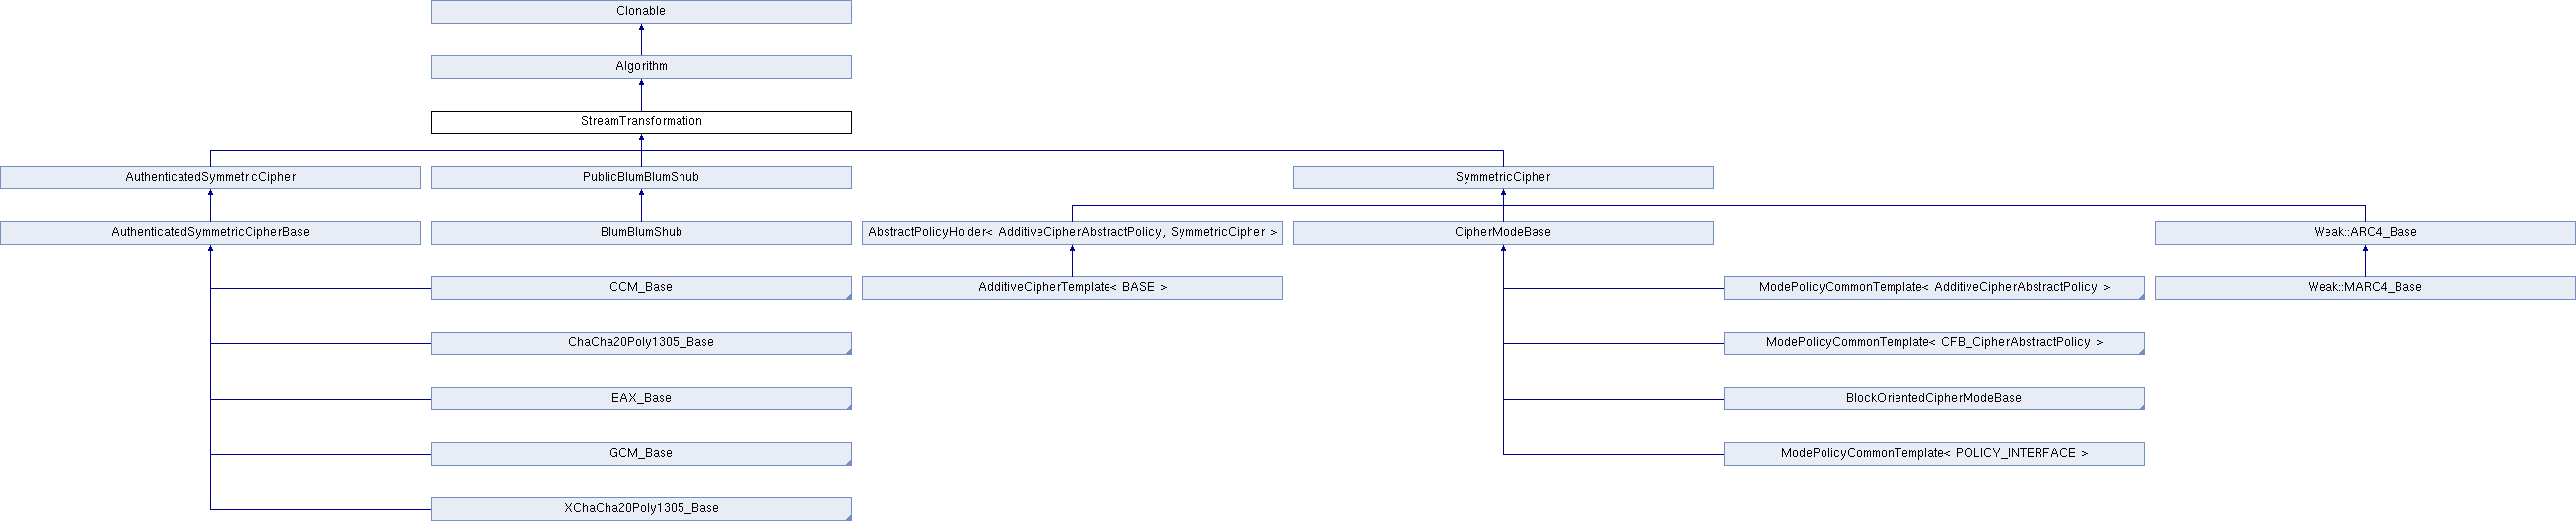 Clonable
Algorithm
StreamTransformation
AuthenticatedSymmetricCipher
PublicBlumBlumShub
SymmetricCipher
AuthenticatedSymmetricCipherBase
BlumBlumShub
AbstractPolicyHolder< AdditiveCipherAbstractPolicy, SymmetricCipher >
CipherModeBase
Weak::ARC4_Base
CCM_Base
AdditiveCipherTemplate< BASE >
ModePolicyCommonTemplate< AdditiveCipherAbstractPolicy >
Weak::MARC4_Base
ChaCha20Poly1305_Base
ModePolicyCommonTemplate< CFB_CipherAbstractPolicy >
EAX_Base
BlockOrientedCipherModeBase
GCM_Base
ModePolicyCommonTemplate< POLICY_INTERFACE >
XChaCha20Poly1305_Base